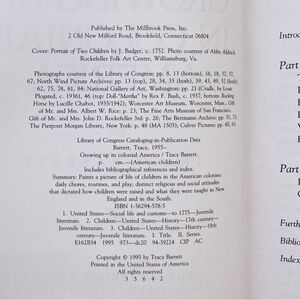 Published by The Millbrook Press, Inc.
2 Old New Milford Road, Brookfield, Connecticut 06804
Cover: Portrait of Two Children by J. Badger, c. 1752. Photo courtesy of Abby Aldrich
Rockefeller Folk Art Center, Williamsburg, Va.
Photographs courtesy of the Library of Congress: pp. 8, 13 (bottom), 16, 18, 32, 52,
67; North Wind Picture Archives: pp. 13 (top), 28, 34, 35 (both), 39, 43, 49, 52 (both),
62, 75, 78, 81, 84; National Gallery of Art, Washington: pp. 21 (Cradle, by Louis
Plogsted, c. 1936), 46 (top: Doll-"Martha" by Rex F. Bush, c. 1937; bottom: Rocking
Horse by Lucille Chabot, 1935/1942); Worcester Art Museum, Worcester, Mass., Gift
of Mr. and Mrs. Albert W. Rice: p. 23; The Fine Arts Museum of San Francisco,
Gift of Mr. and Mrs. John D. Rockefeller 3rd: p. 26; The Bettmann Archive: pp. 31, 73;
The Pierpont Morgan Library, New York: p. 48 (MA 1505); Culver Pictures: pp. 60, 63.
Library of Congress Cataloging-in-Publication Data
Barrett, Tracy, 1955-
Growing up in colonial America / Tracy Barrett.
p. cm.—(American children)
Includes bibliographical references and index.
Summary: Paints a picture of life of children in the American colonies:
daily chores, routines, and play; distinct religious and social attitudes
that dictated how children were raised and what they were taught in New
England and in the South.
ISBN 1-56294-578-5
1. United States—Social life and customs—to 1775—Juvenile
literature. 2. Children—United States—History—17th century—
Juvenile literature. 3. Children—United States—History—18th
century—Juvenile literature. I. Title. II. Series.
E162B34 1995 973—dc20 94-39224 CIP AC
Copyright © 1995 by Tracy Barrett
Printed in the United States of America
All rights reserved
3 5 6 4 2
Introd
Part
Part
Furth
Biblio
Index